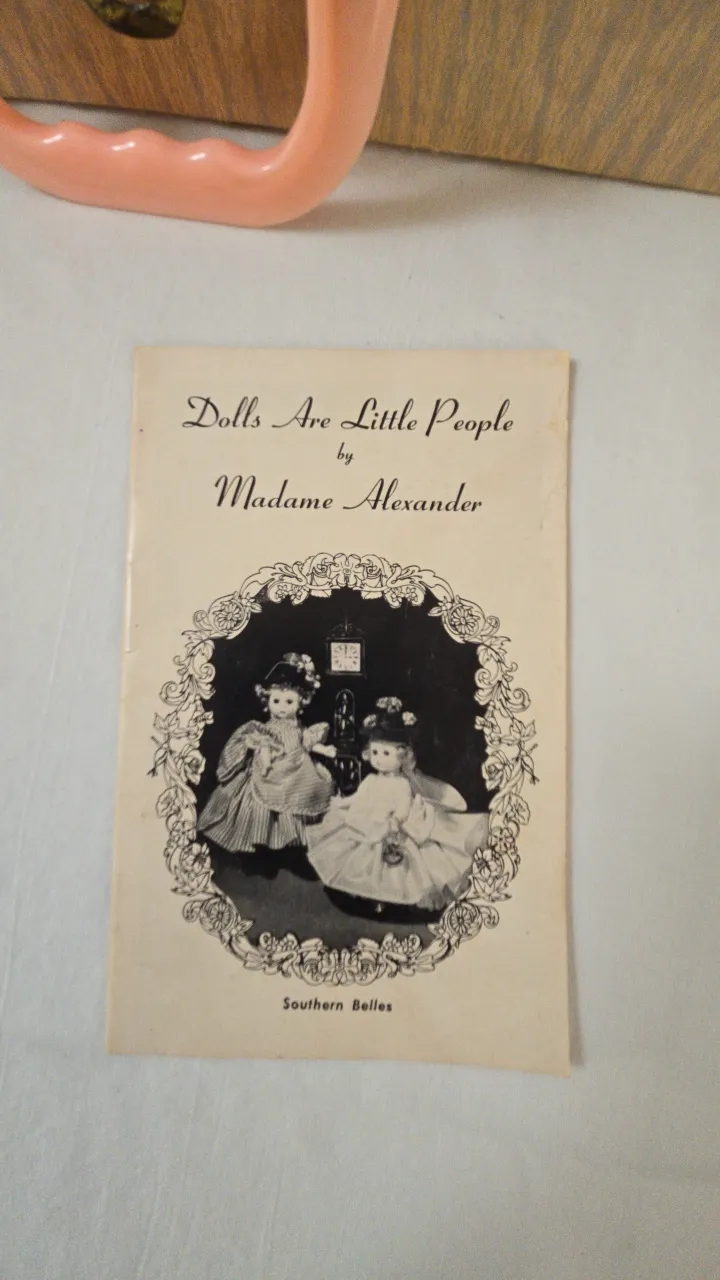 Dolls Are Little People
by
Madame Alexander
Southern Belles